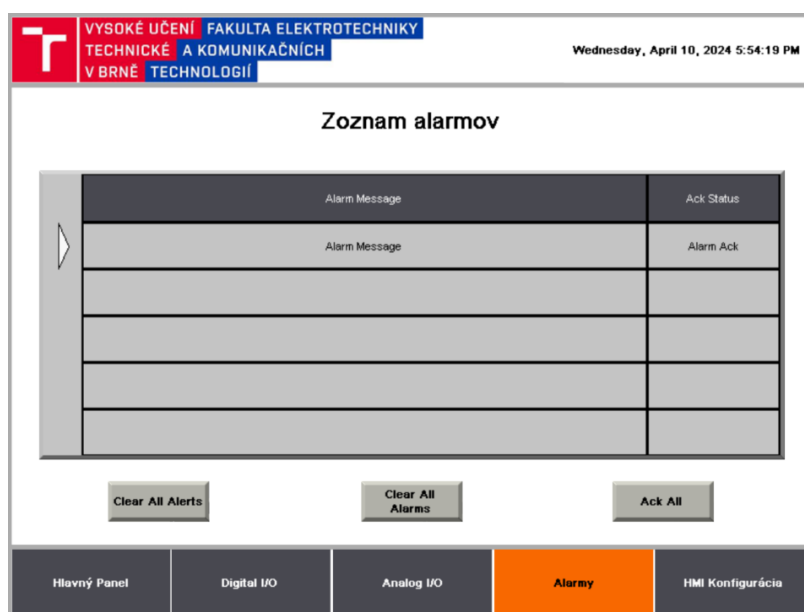 VYSOKÉ UČENÍ FAKULTA ELEKTROTECHNIKY
TECHNICKÉ A KOMUNIKAČNÍCH
V BRNĚ TECHNOLOGIÍ
Wednesday, April 10, 2024 5:54:19 PM
Zoznam alarmov
Alarm Message Ack Status
Alarm Message Alarm Ack
Clear All Alerts
Clear All
Alarms
Ack All
Hlavný Panel Digital I/O Analog I/O Alarmy HMI Konfigurácia